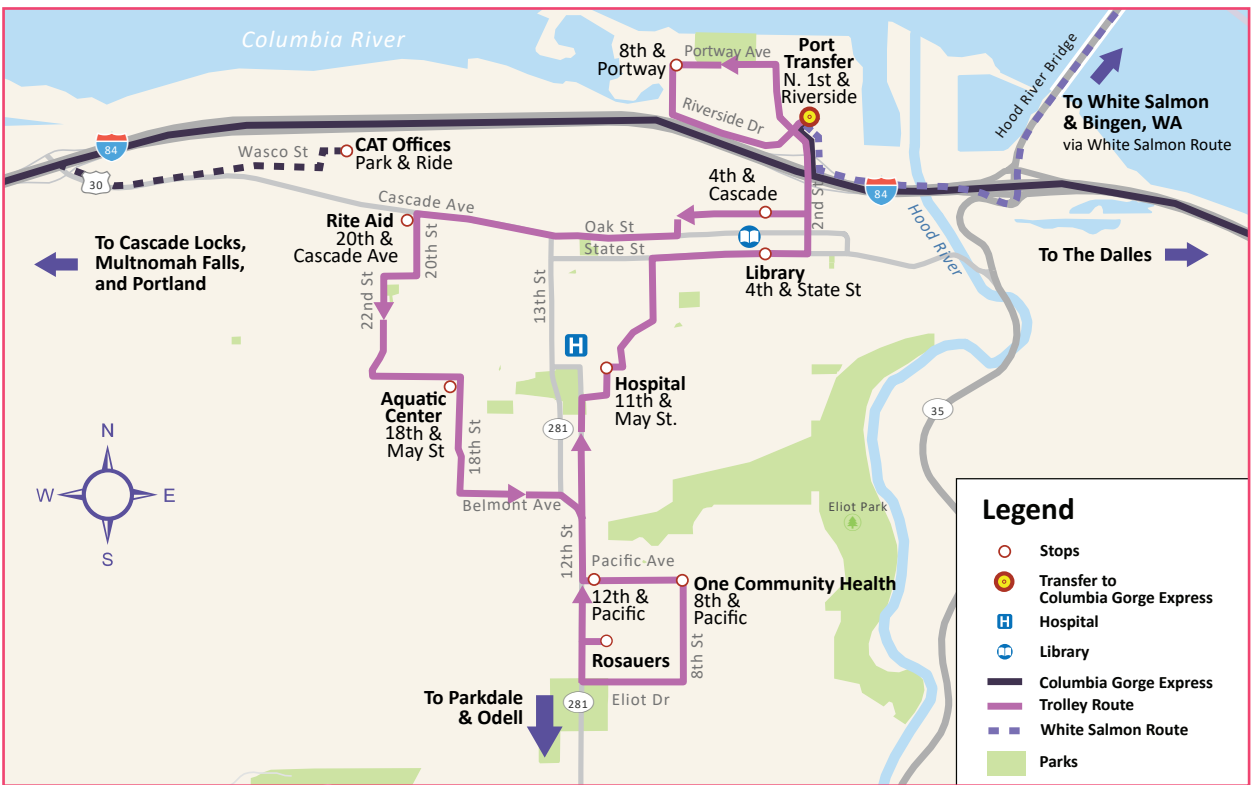 Columbia River
8th &
Portway
Portway Ave
Port
Transfer
N. 1st &
Riverside
Riverside Dr
Hood River Bridge
To White Salmon
& Bingen, WA
via White Salmon Route
84
Wasco St
CAT Offices
Park & Ride
30
4th &
Cascade
2nd St
84
Hood River
Cascade Ave
Rite Aid
20th &
Cascade Ave
20th St
Oak St
State St
To Cascade Locks,
Multnomah Falls,
and Portland
To The Dalles
Library
4th & State St
22nd St
13th St
H
Hospital
11th &
May St.
Aquatic
Center
18th &
May St
18th St
281
35
N
W
E
S
Belmont Ave
Eliot Park
12th St
Pacific Ave
12th &
Pacific
One Community Health
8th &
Pacific
8th St
Rosauers
Eliot Dr
281
To Parkdale
& Odell
Legend
Stops
Transfer to
Columbia Gorge Express
H
Hospital
Library
Columbia Gorge Express
Trolley Route
White Salmon Route
Parks